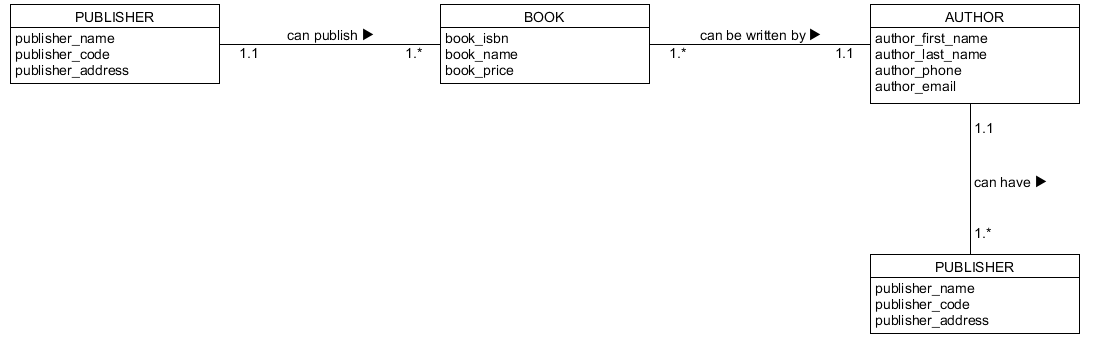 PUBLISHER
publisher_name
publisher_code
publisher_address
can publish ▶
1.1
1.*
BOOK
book_isbn
book_name
book_price
can be written by ▶
1.*
1.1
AUTHOR
author_first_name
author_last_name
author_phone
author_email
1.1
can have ▶
1.*
PUBLISHER
publisher_name
publisher_code
publisher_address